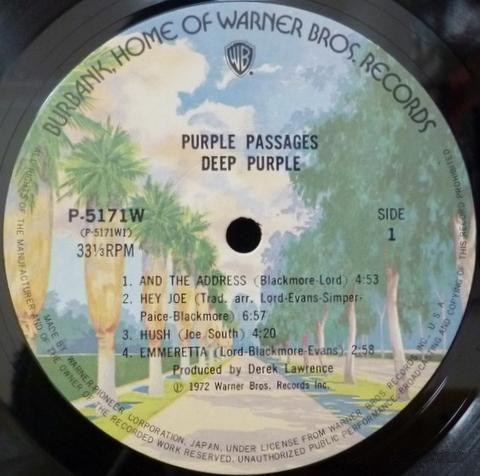 BURBANK, HOME OF WARNER BROS. RECORDS
WB
PURPLE PASSAGES
DEEP PURPLE
P-5171W
(P-5171W1)
33⅓RPM
SIDE
1
1. AND THE ADDRESS (Blackmore-Lord) 4:53
2. HEY JOE (Trad. arr. Lord-Evans-Simper-
Paice-Blackmore) 6:57
3. HUSH (Joe South) 4:20
4. EMMERETTA (Lord-Blackmore-Evans) 2:58
Produced by Derek Lawrence
Ⓟ 1972 Warner Bros. Records Inc.
MADE BY WARNER-PIONEER CORPORATION, JAPAN, UNDER LICENSE FROM WARNER BROS. RECORDS INC., U.S.A.
ALL RIGHTS OF THE MANUFACTURER AND OF THE OWNER OF THE RECORDED WORK RESERVED. UNAUTHORIZED PUBLIC PERFORMANCE, BROADCASTING AND COPYING OF THIS RECORD PROHIBITED